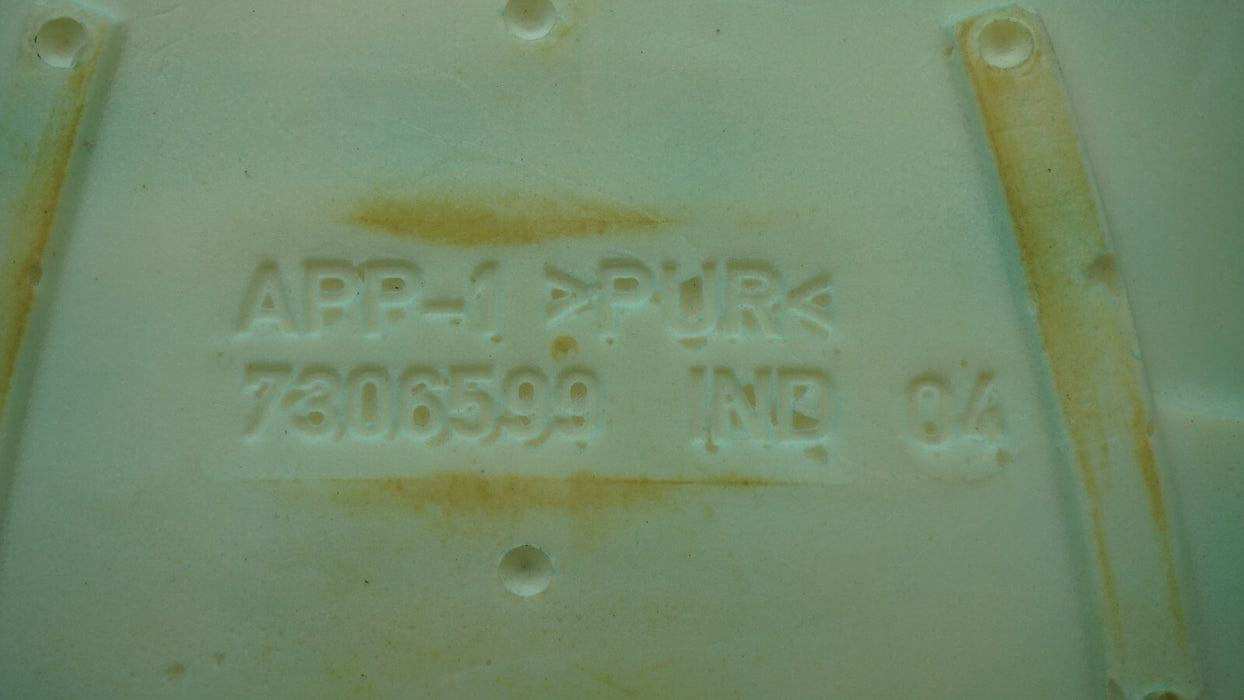 APP-1 >PUR<
7306599 IND 04